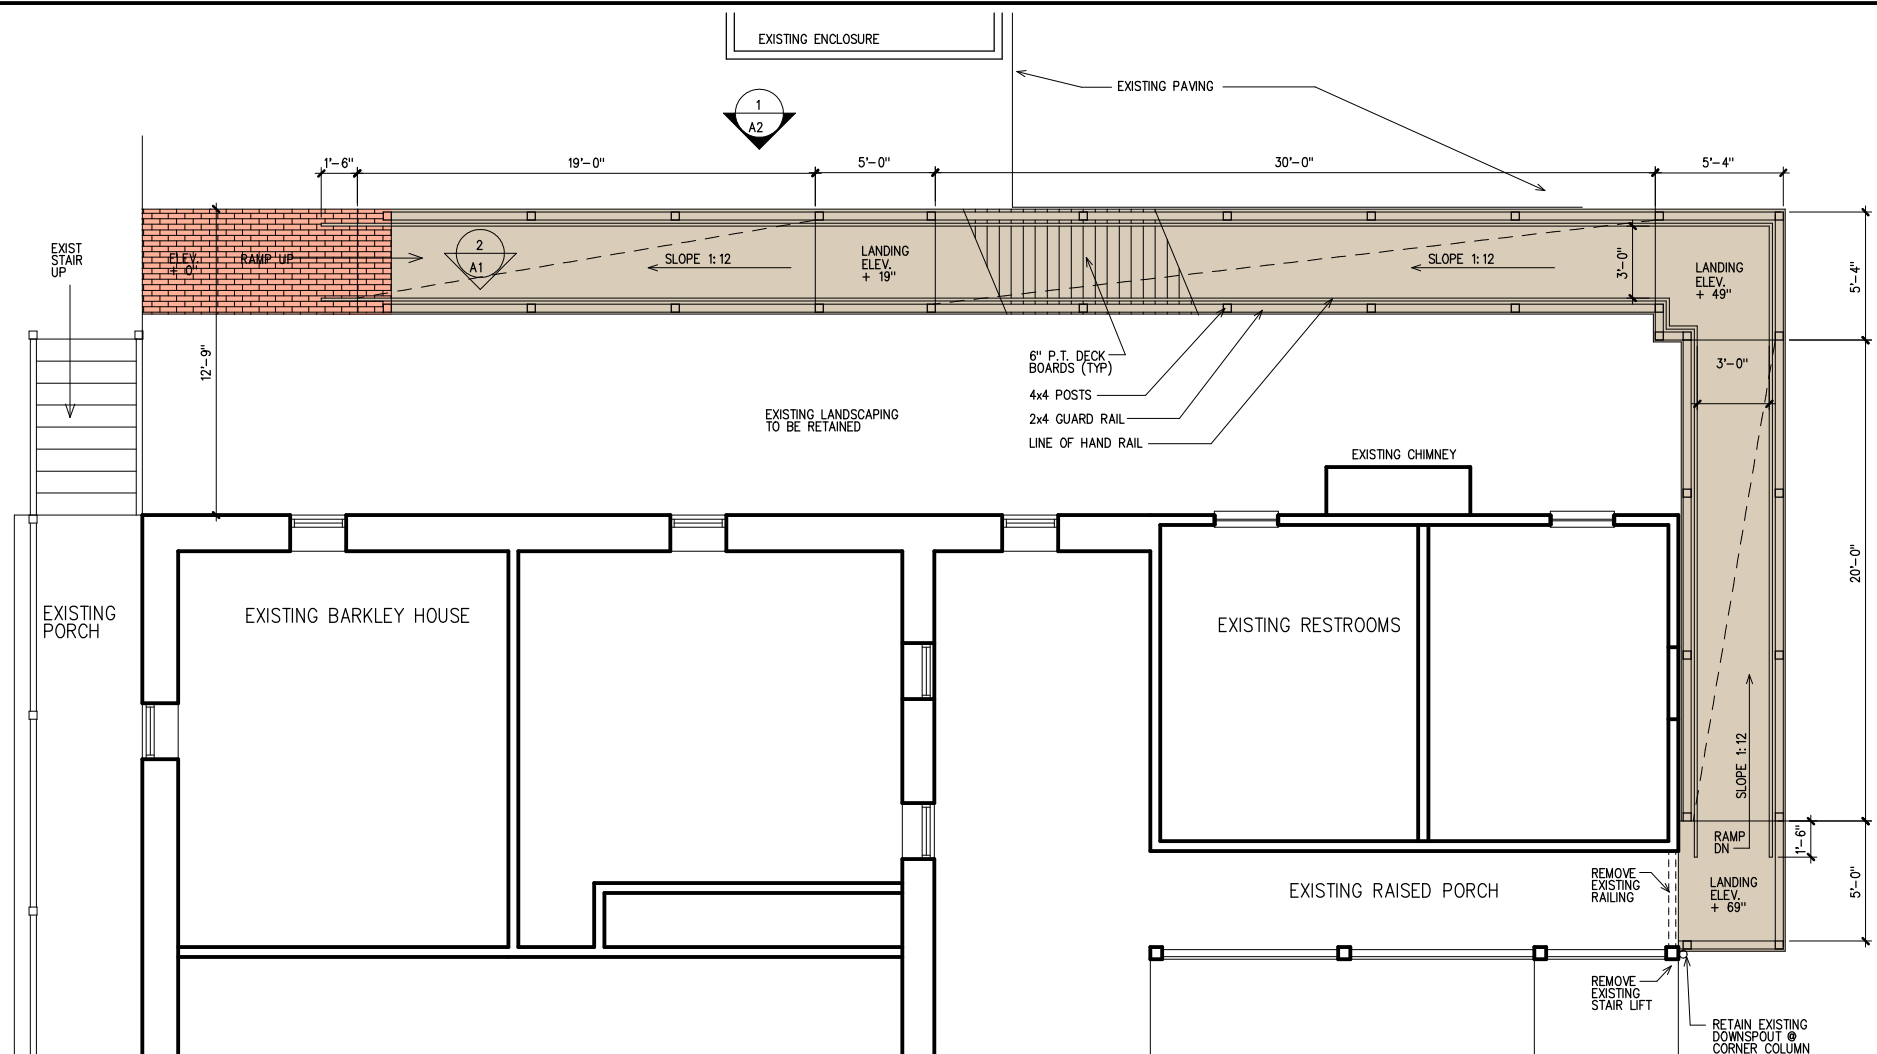 EXISTING ENCLOSURE
EXISTING PAVING
1
A2
1'-6"
19'-0"
5'-0"
30'-0"
5'-4"
EXIST
STAIR
UP
ELEV.
+ 0"
RAMP UP
2
A1
SLOPE 1:12
LANDING
ELEV.
+ 19"
SLOPE 1:12
3'-0"
LANDING
ELEV.
+ 49"
5'-4"
12'-9"
6" P.T. DECK
BOARDS (TYP)
4x4 POSTS
2x4 GUARD RAIL
LINE OF HAND RAIL
3'-0"
EXISTING LANDSCAPING
TO BE RETAINED
EXISTING CHIMNEY
20'-0"
EXISTING
PORCH
EXISTING BARKLEY HOUSE
EXISTING RESTROOMS
SLOPE 1:12
RAMP
DN
1'-6"
EXISTING RAISED PORCH
REMOVE
EXISTING
RAILING
LANDING
ELEV.
+ 69"
5'-0"
REMOVE
EXISTING
STAIR LIFT
RETAIN EXISTING
DOWNSPOUT @
CORNER COLUMN